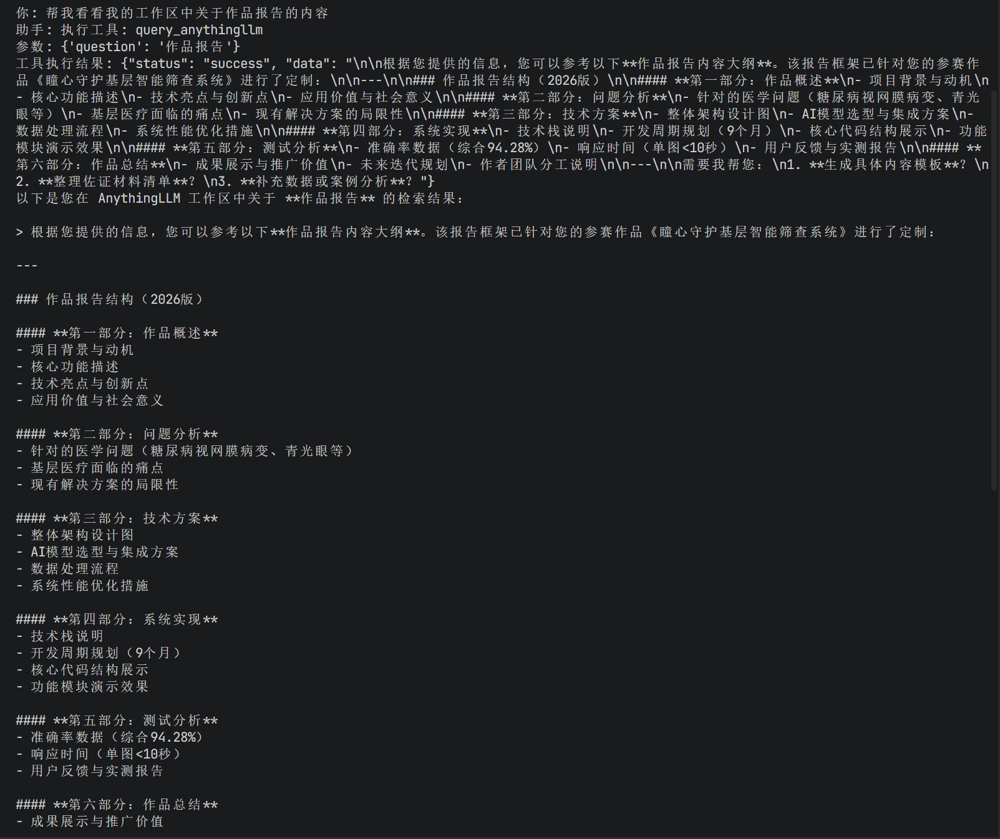 你: 帮我看看我的工作区中关于作品报告的内容
助手: 执行工具: query_anythingllm
参数: {'question': '作品报告'}
工具执行结果: {"status": "success", "data": "\n\n根据您提供的信息，您可以参考以下**作品报告内容大纲**。该报告框架已针对您的参赛作
品《瞳心守护基层智能筛查系统》进行了定制：\n\n---\n\n### 作品报告结构（2026版）\n\n#### **第一部分：作品概述**\n- 项目背景与动机\n
- 核心功能描述\n- 技术亮点与创新点\n- 应用价值与社会意义\n\n#### **第二部分：问题分析**\n- 针对的医学问题（糖尿病视网膜病变、青光
眼等）\n- 基层医疗面临的痛点\n- 现有解决方案的局限性\n\n#### **第三部分：技术方案**\n- 整体架构设计图\n- AI模型选型与集成方案\n-
数据处理流程\n- 系统性能优化措施\n\n#### **第四部分：系统实现**\n- 技术栈说明\n- 开发周期规划（9个月）\n- 核心代码结构展示\n- 功能
模块演示效果\n\n#### **第五部分：测试分析**\n- 准确率数据（综合94.28%）\n- 响应时间（单图<10秒）\n- 用户反馈与实测报告\n\n#### **
第六部分：作品总结**\n- 成果展示与推广价值\n- 未来迭代规划\n- 作者团队分工说明\n\n---\n\n需要我帮您：\n1. **生成具体内容模板**？\n
2. **整理佐证材料清单**？\n3. **补充数据或案例分析**？"}
以下是您在 AnythingLLM 工作区中关于 **作品报告** 的检索结果：
> 根据您提供的信息，您可以参考以下**作品报告内容大纲**。该报告框架已针对您的参赛作品《瞳心守护基层智能筛查系统》进行了定制：
---
### 作品报告结构（2026版）
#### **第一部分：作品概述**
- 项目背景与动机
- 核心功能描述
- 技术亮点与创新点
- 应用价值与社会意义
#### **第二部分：问题分析**
- 针对的医学问题（糖尿病视网膜病变、青光眼等）
- 基层医疗面临的痛点
- 现有解决方案的局限性
#### **第三部分：技术方案**
- 整体架构设计图
- AI模型选型与集成方案
- 数据处理流程
- 系统性能优化措施
#### **第四部分：系统实现**
- 技术栈说明
- 开发周期规划（9个月）
- 核心代码结构展示
- 功能模块演示效果
#### **第五部分：测试分析**
- 准确率数据（综合94.28%）
- 响应时间（单图<10秒）
- 用户反馈与实测报告
#### **第六部分：作品总结**
- 成果展示与推广价值